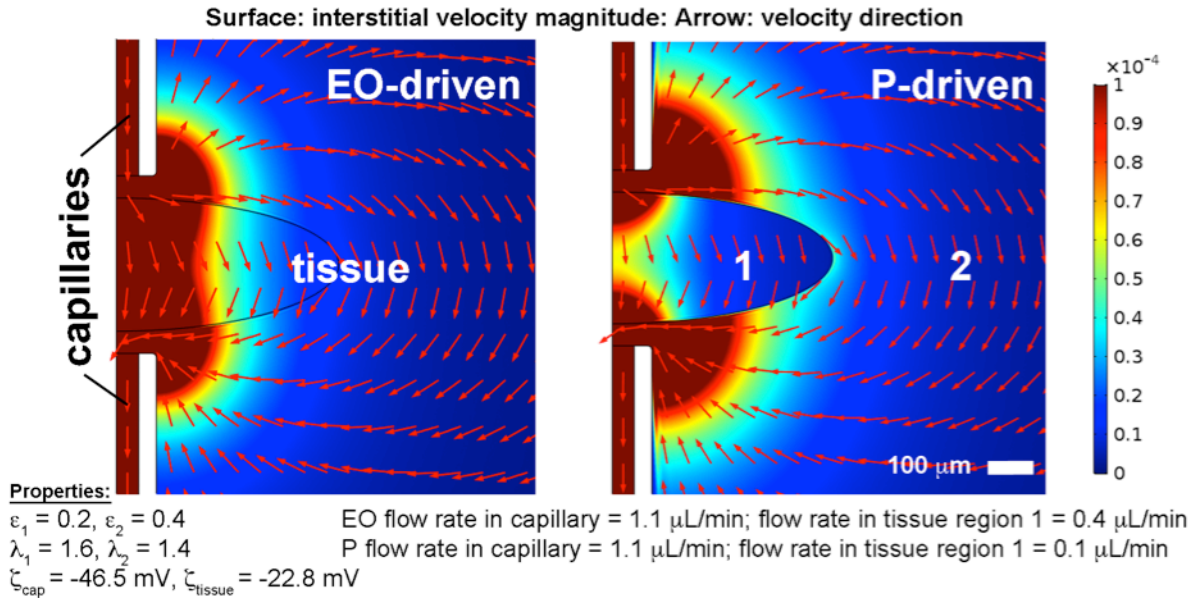 Surface: interstitial velocity magnitude: Arrow: velocity direction
EO-driven
P-driven
×10⁻⁴
1
0.9
0.8
0.7
0.6
0.5
0.4
0.3
0.2
0.1
0
capillaries
tissue
1
2
100 μm
Properties:
ε₁ = 0.2, ε₂ = 0.4
λ₁ = 1.6, λ₂ = 1.4
ζcap = -46.5 mV, ζtissue = -22.8 mV
EO flow rate in capillary = 1.1 μL/min; flow rate in tissue region 1 = 0.4 μL/min
P flow rate in capillary = 1.1 μL/min; flow rate in tissue region 1 = 0.1 μL/min